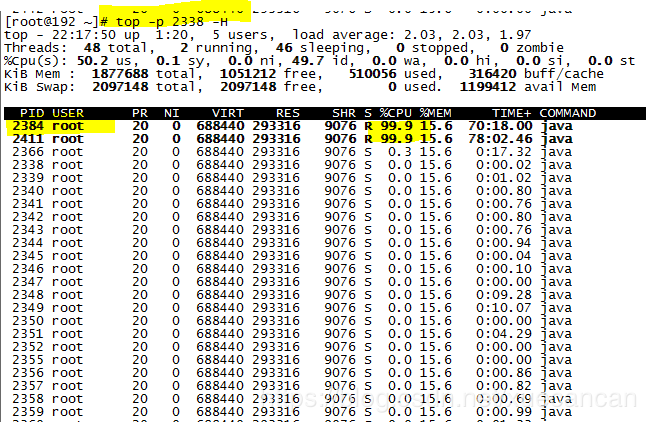 [root@192 ~]# top -p 2338 -H
top - 22:17:50 up  1:20,  5 users,  load average: 2.03, 2.03, 1.97
Threads:  48 total,   2 running,  46 sleeping,   0 stopped,   0 zombie
%Cpu(s): 50.2 us,  0.1 sy,  0.0 ni, 49.7 id,  0.0 wa,  0.0 hi,  0.0 si,  0.0 st
KiB Mem :  1877688 total,  1051212 free,   510056 used,   316420 buff/cache
KiB Swap:  2097148 total,  2097148 free,        0 used.  1199412 avail Mem
PID USER PR NI VIRT RES SHR S %CPU %MEM TIME+ COMMAND
2384 root 20 0 688440 293316 9076 R 99.9 15.6 70:18.00 java
2411 root 20 0 688440 293316 9076 R 99.9 15.6 78:02.46 java
2366 root 20 0 688440 293316 9076 S 0.3 15.6 0:17.32 java
2338 root 20 0 688440 293316 9076 S 0.0 15.6 0:00.02 java
2339 root 20 0 688440 293316 9076 S 0.0 15.6 0:01.02 java
2340 root 20 0 688440 293316 9076 S 0.0 15.6 0:00.80 java
2341 root 20 0 688440 293316 9076 S 0.0 15.6 0:00.76 java
2342 root 20 0 688440 293316 9076 S 0.0 15.6 0:00.80 java
2343 root 20 0 688440 293316 9076 S 0.0 15.6 0:00.76 java
2344 root 20 0 688440 293316 9076 S 0.0 15.6 0:00.94 java
2345 root 20 0 688440 293316 9076 S 0.0 15.6 0:00.04 java
2346 root 20 0 688440 293316 9076 S 0.0 15.6 0:00.10 java
2347 root 20 0 688440 293316 9076 S 0.0 15.6 0:00.00 java
2348 root 20 0 688440 293316 9076 S 0.0 15.6 0:09.28 java
2349 root 20 0 688440 293316 9076 S 0.0 15.6 0:10.07 java
2350 root 20 0 688440 293316 9076 S 0.0 15.6 0:00.00 java
2351 root 20 0 688440 293316 9076 S 0.0 15.6 0:04.29 java
2352 root 20 0 688440 293316 9076 S 0.0 15.6 0:00.00 java
2355 root 20 0 688440 293316 9076 S 0.0 15.6 0:00.00 java
2356 root 20 0 688440 293316 9076 S 0.0 15.6 0:00.86 java
2357 root 20 0 688440 293316 9076 S 0.0 15.6 0:00.82 java
2358 root 20 0 688440 293316 9076 S 0.0 15.6 0:00.69 java
2359 root 20 0 688440 293316 9076 S 0.0 15.6 0:00.99 java